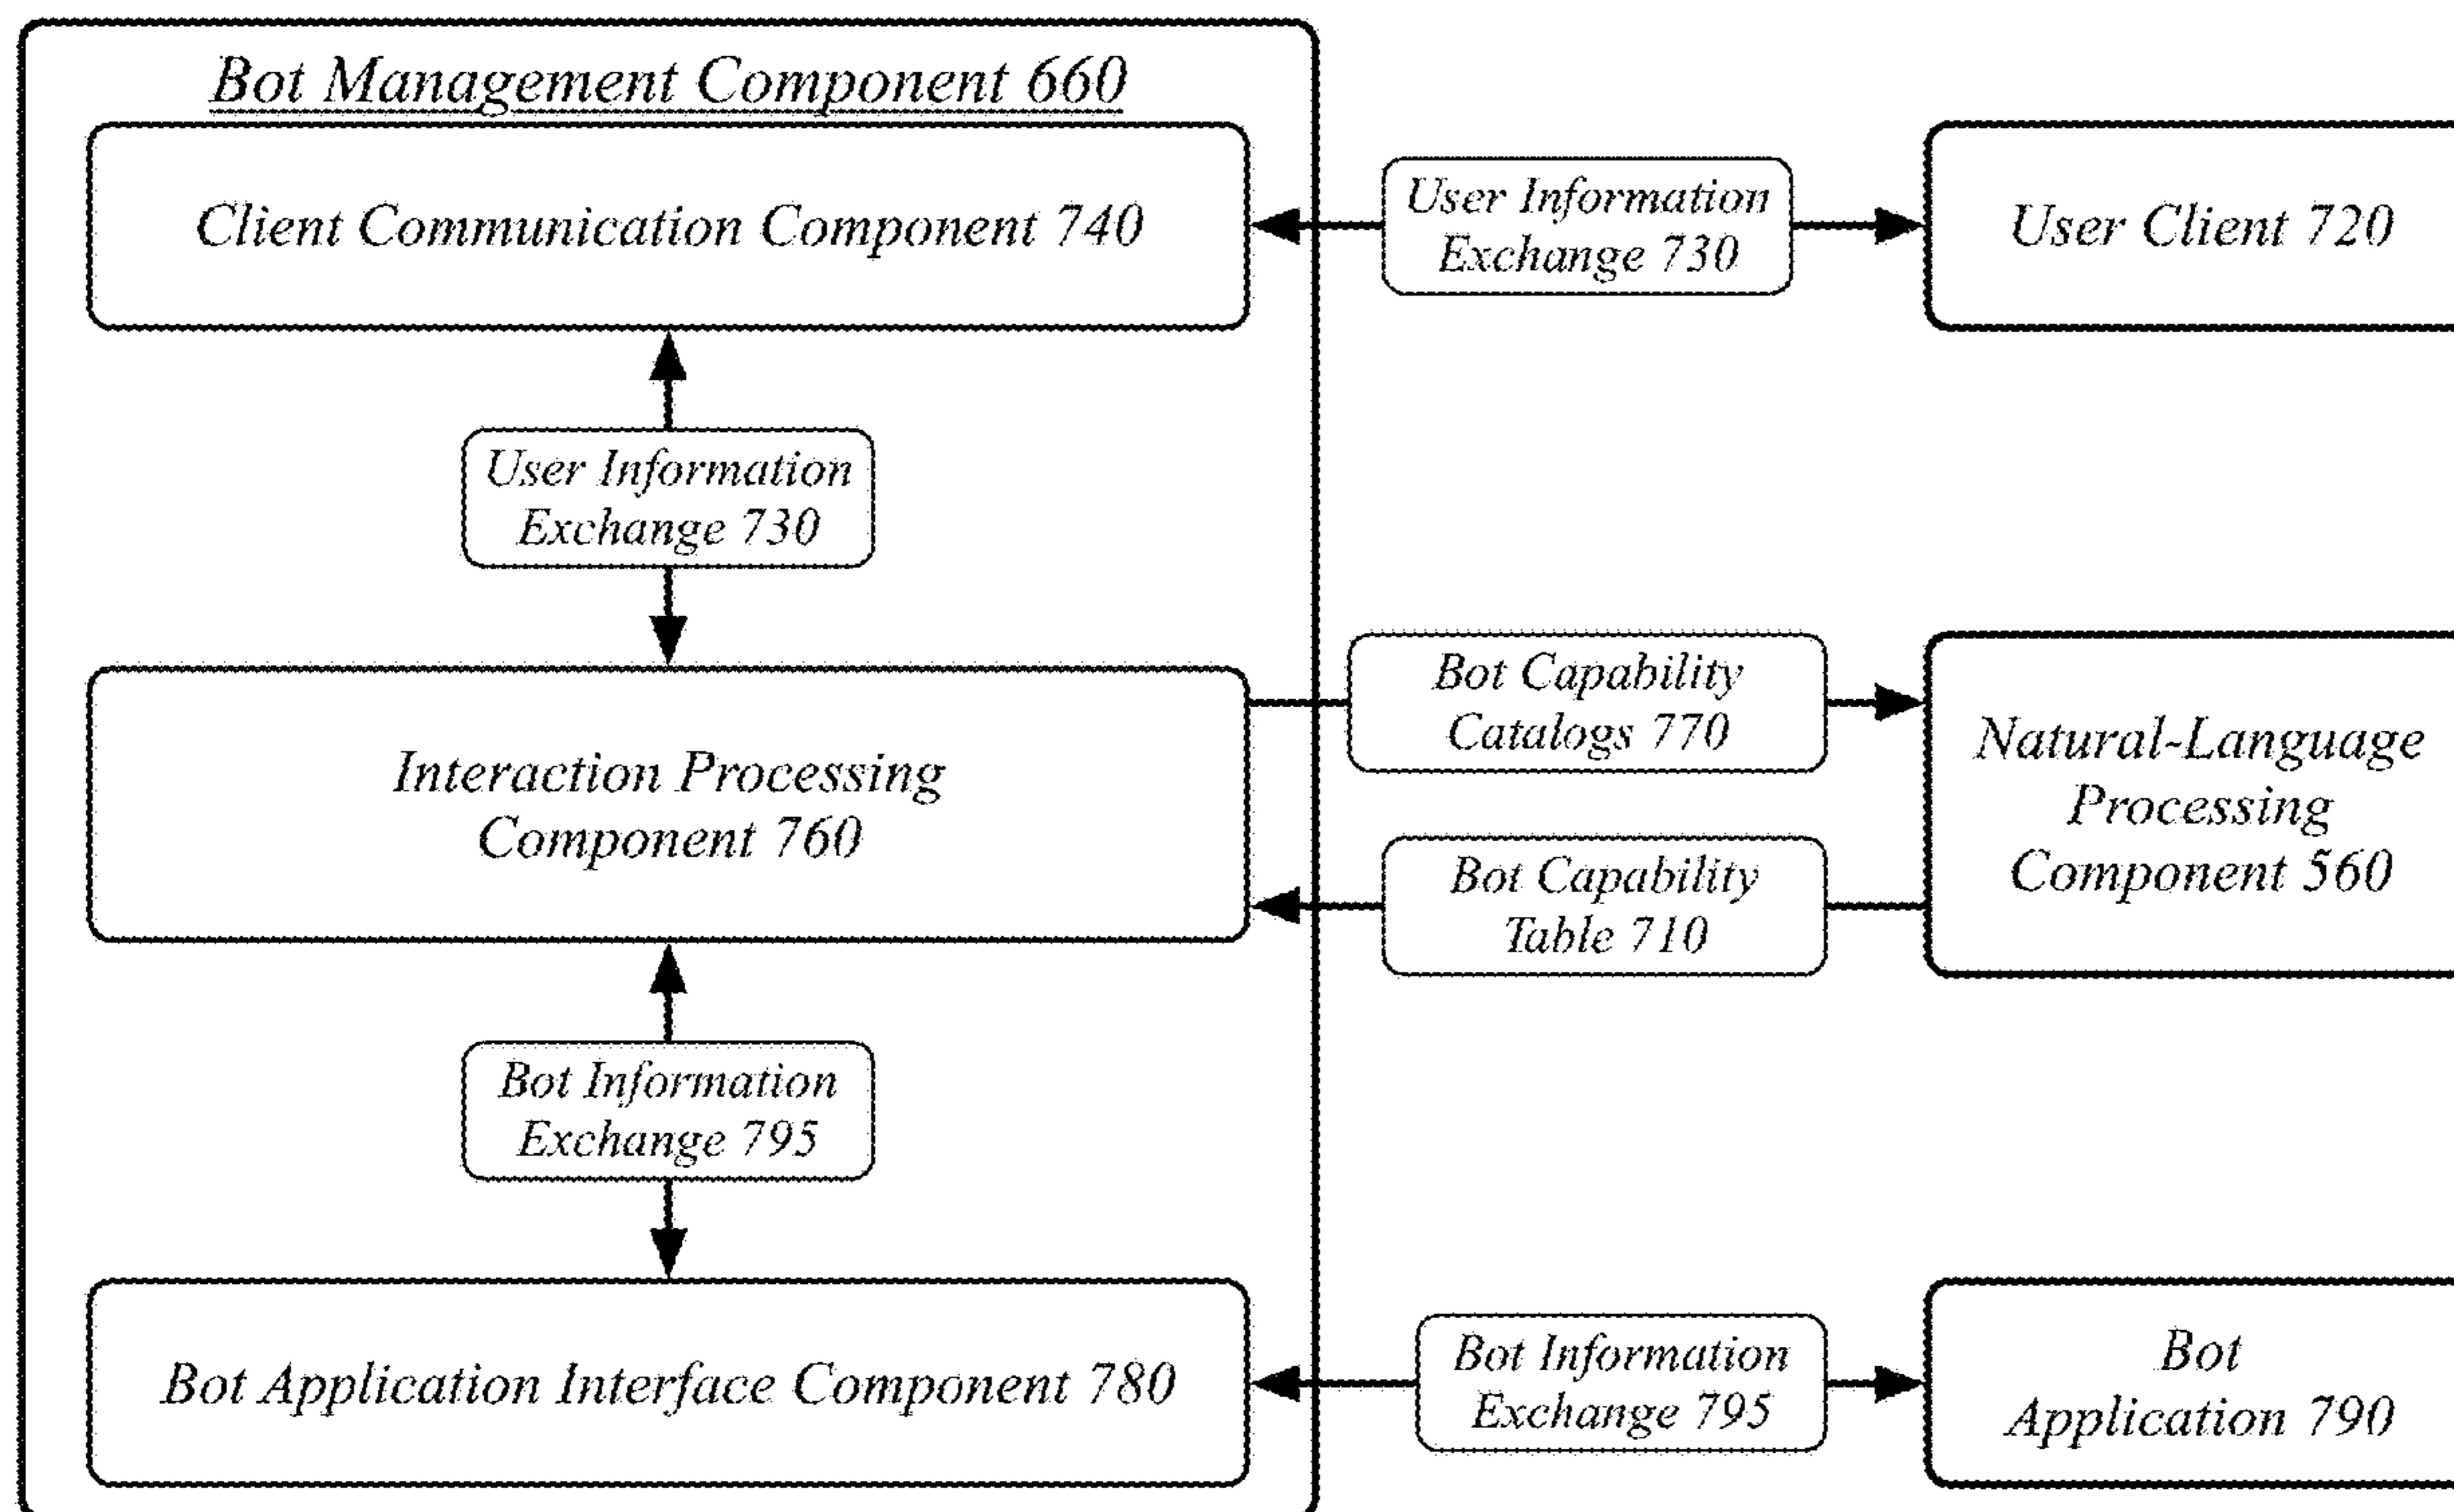 Bot Management Component 660
Client Communication Component 740
User Information
Exchange 730
User Client 720
User Information
Exchange 730
Interaction Processing
Component 760
Bot Capability
Catalogs 770
Bot Capability
Table 710
Natural-Language
Processing
Component 560
Bot Information
Exchange 795
Bot Application Interface Component 780
Bot Information
Exchange 795
Bot
Application 790